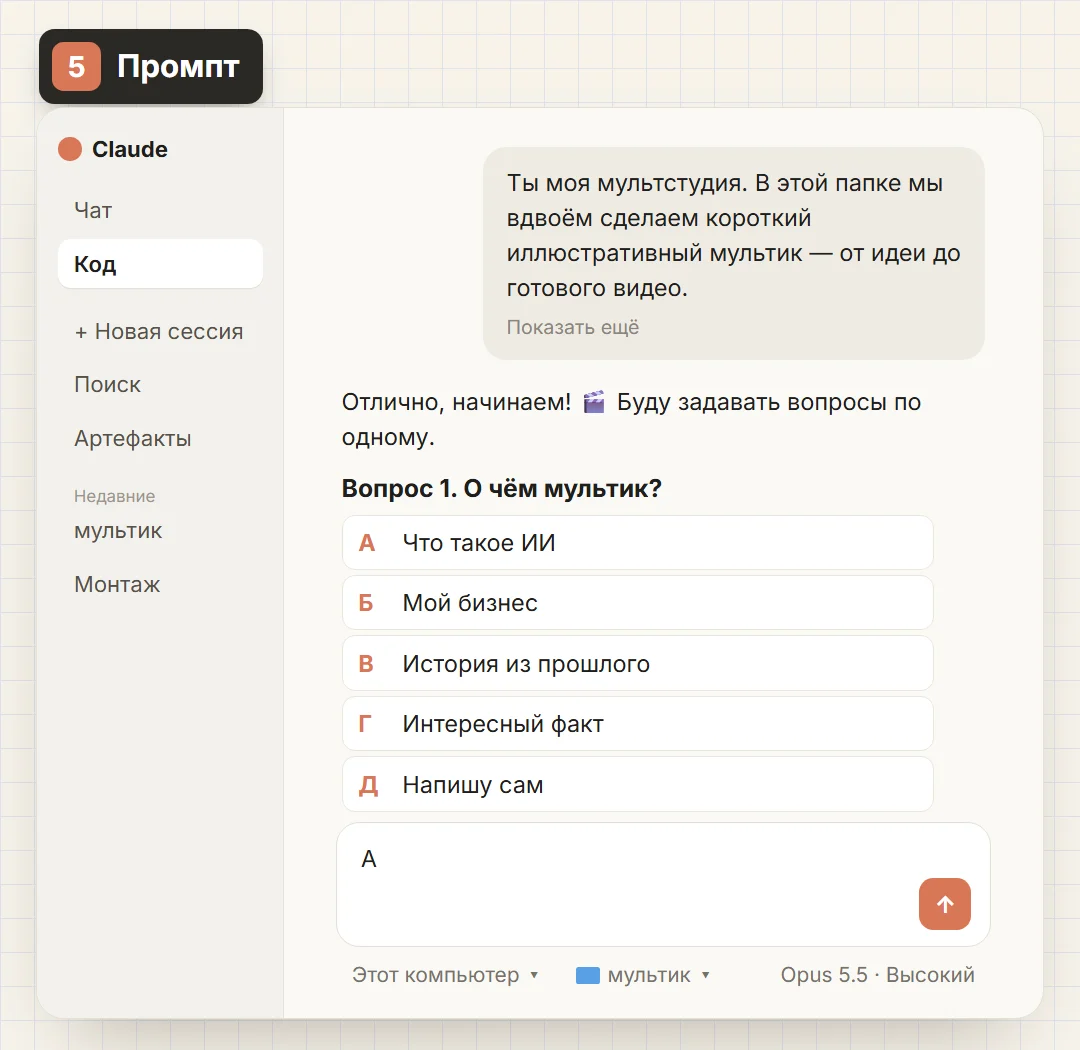 5 Промпт
Claude
Чат
Код
+ Новая сессия
Поиск
Артефакты
Недавние
мультик
Монтаж
Ты моя мультстудия. В этой папке мы
вдвоём сделаем короткий
иллюстративный мультик — от идеи до
готового видео.
Показать ещё
Отлично, начинаем! 🎬 Буду задавать вопросы по
одному.
Вопрос 1. О чём мультик?
А Что такое ИИ
Б Мой бизнес
В История из прошлого
Г Интересный факт
Д Напишу сам
А
Этот компьютер ▾ мультик ▾ Opus 5.5 · Высокий